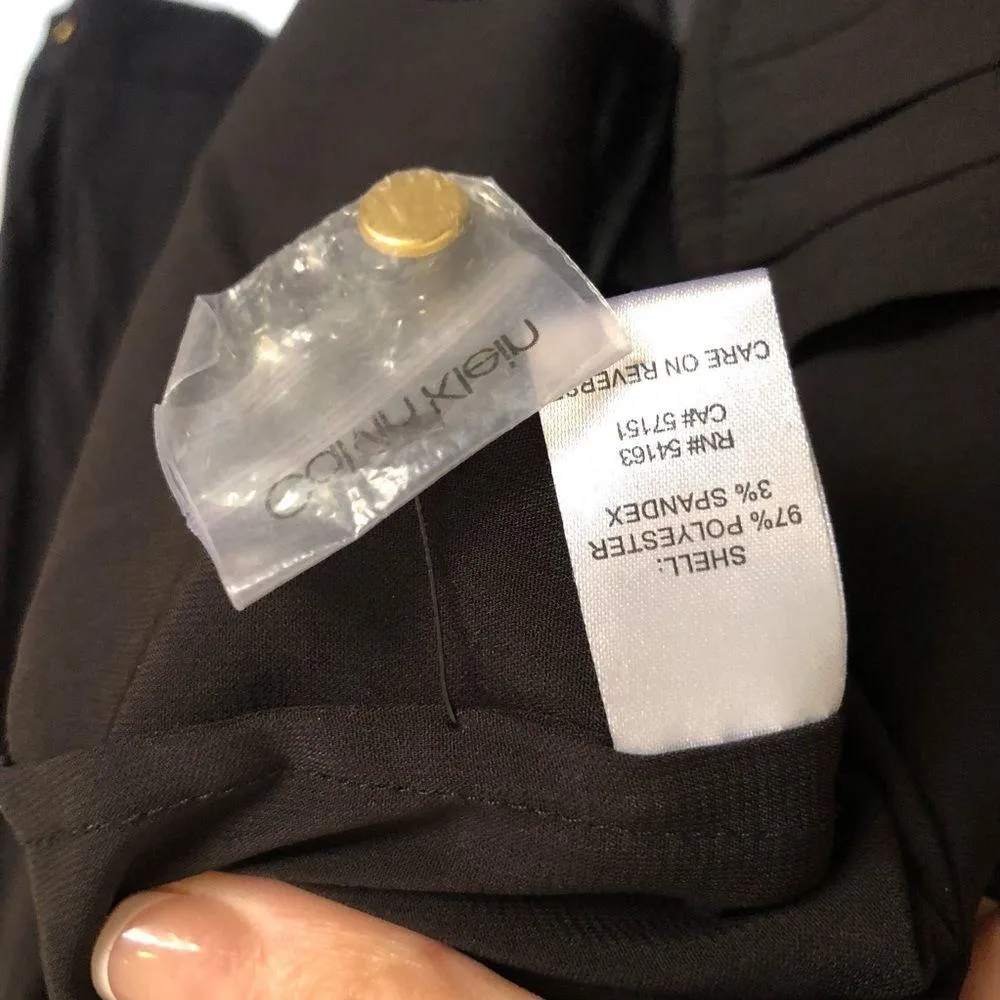 Calvin Klein
SHELL:
97% POLYESTER
3% SPANDEX
RN# 54163
CA# 57151
CARE ON REVERSE